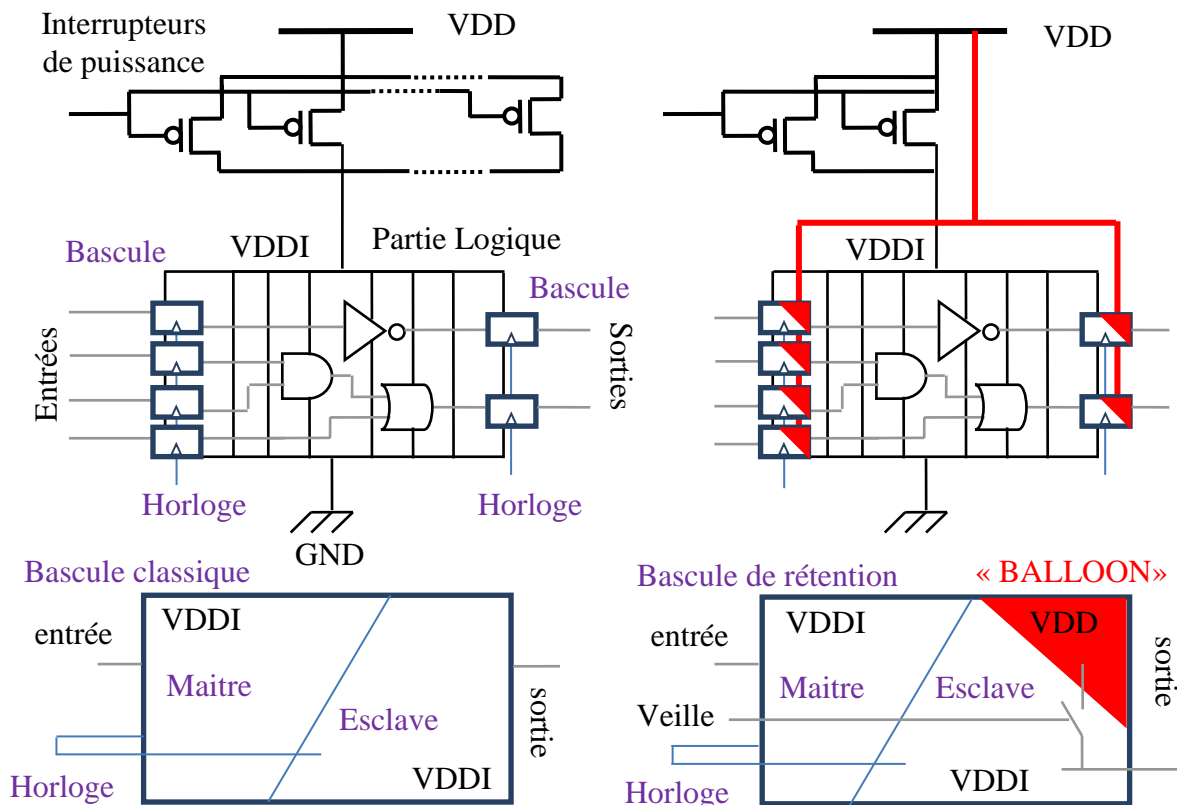 Interrupteurs
de puissance
VDD
VDD
VDDI
Partie Logique
VDDI
Bascule
Bascule
Entrées
Sorties
Horloge
Horloge
GND
Bascule classique
VDDI
entrée
Maitre
Esclave
sortie
VDDI
Horloge
Bascule de rétention
« BALLOON»
VDDI
VDD
entrée
Maitre
Esclave
sortie
Veille
VDDI
Horloge